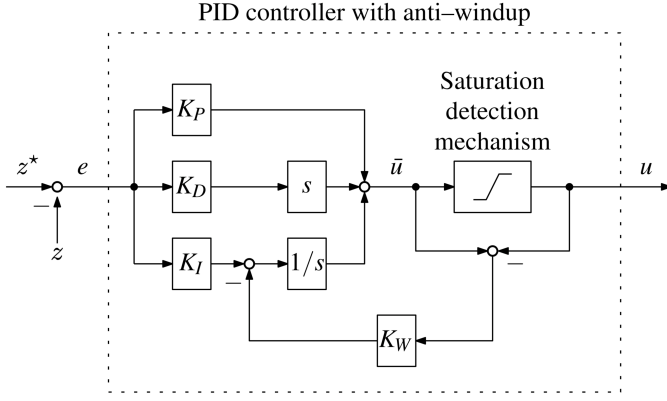 PID controller with anti–windup
Saturation
detection
mechanism
K_P
z* e K_D s ū u
−
z
K_I 1/s
−
−
K_W